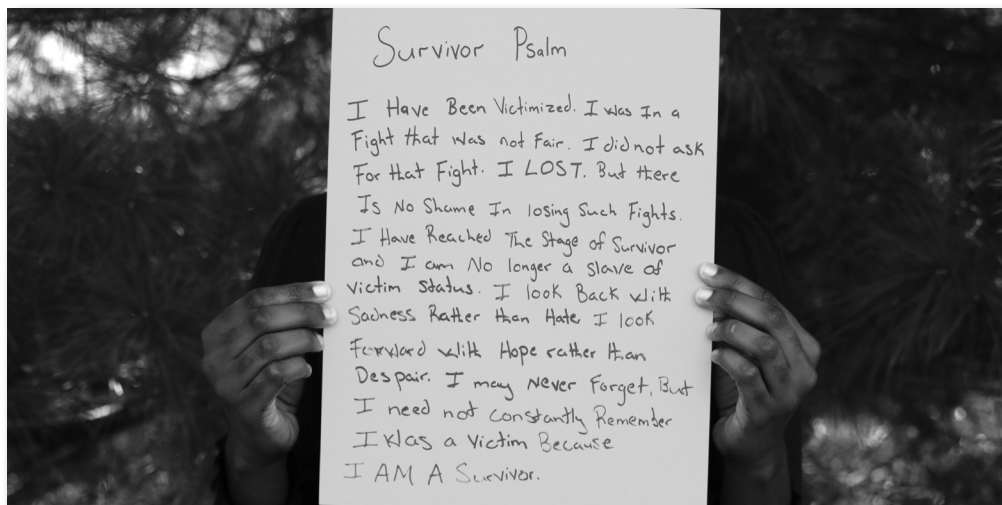 Survivor Psalm
I Have Been Victimized. I was In a
Fight that was not Fair. I did not ask
For that Fight. I LOST. But there
Is No Shame In losing Such Fights.
I Have Reached The Stage of Survivor
and I am No longer a slave of
victim status. I look Back with
Sadness Rather than Hate I look
Forward with Hope rather than
Despair. I may Never Forget, But
I need not constantly Remember
I Was a Victim Because
I AM A Survivor.